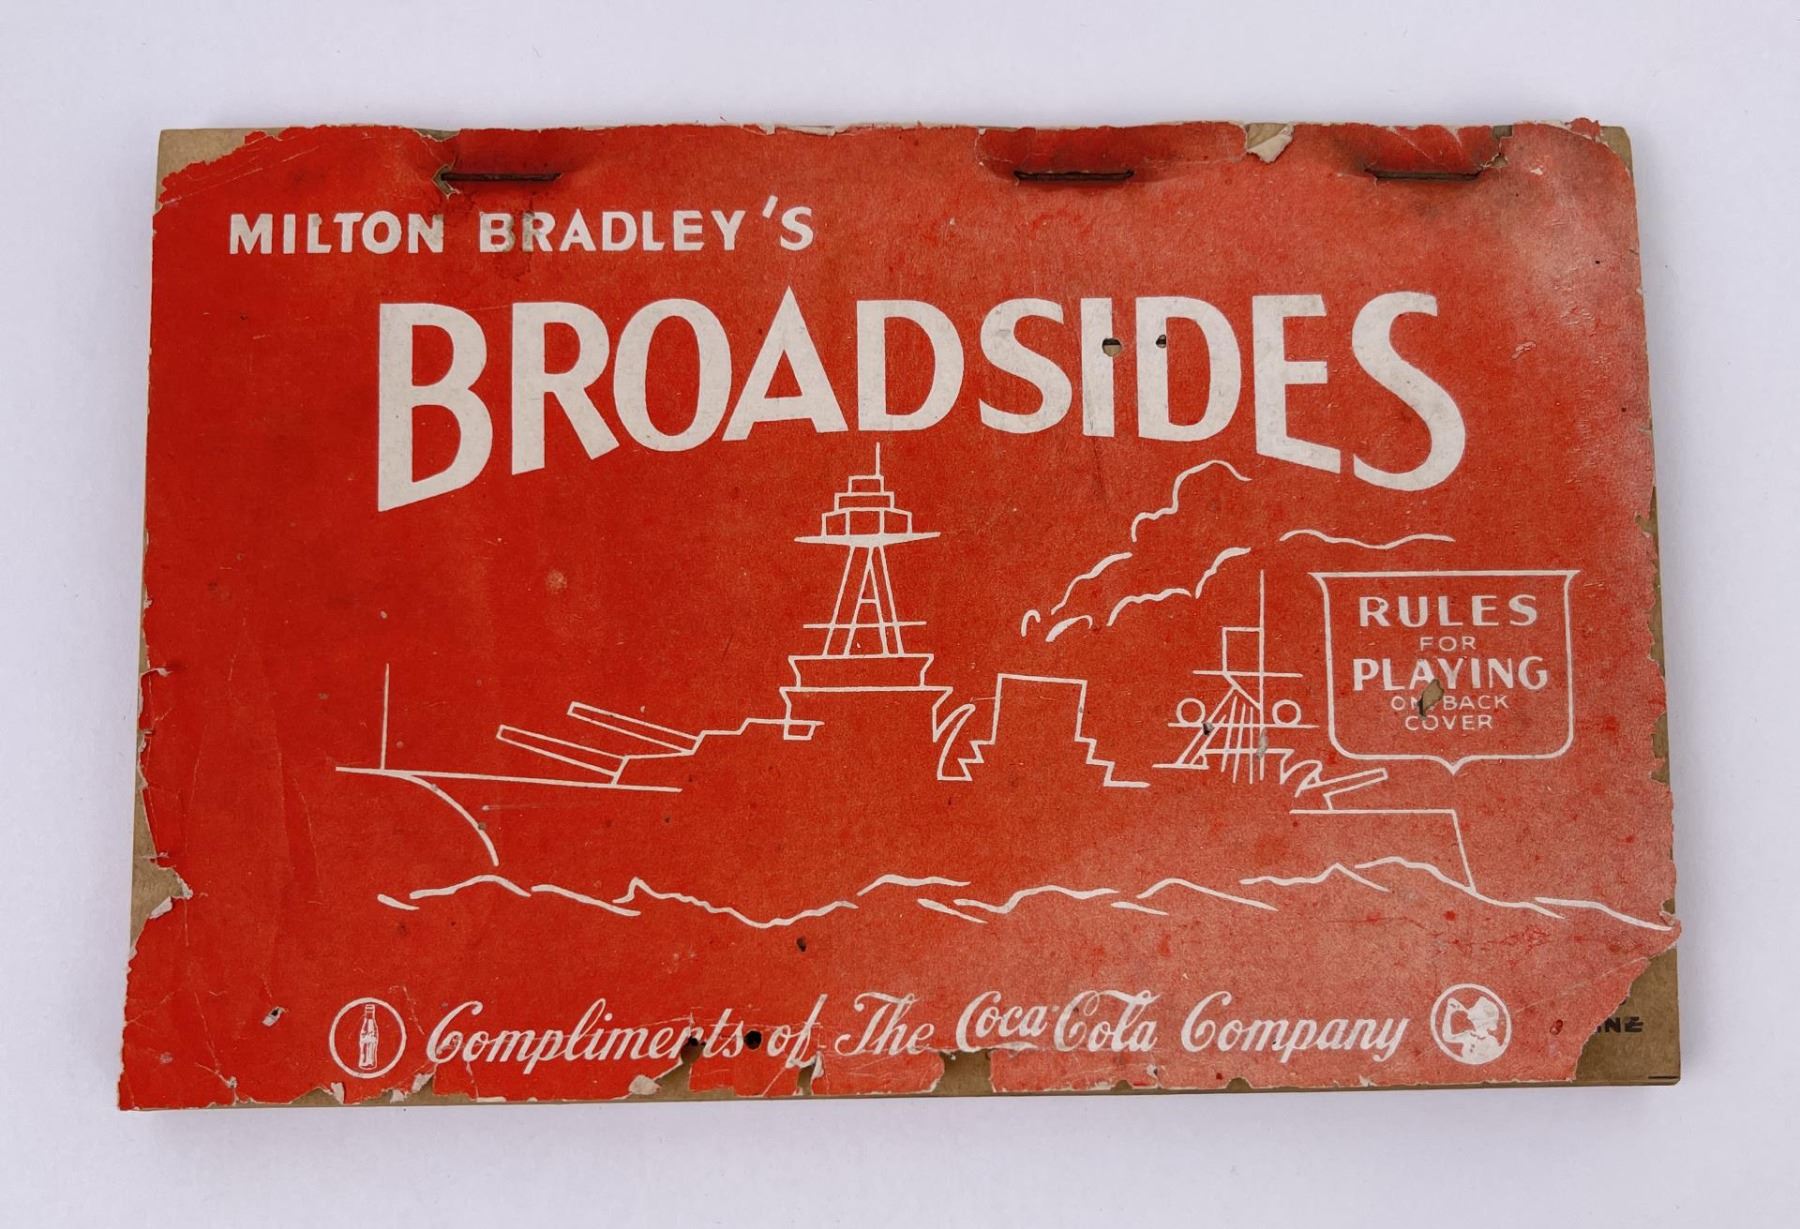 MILTON BRADLEY'S
BROADSIDES
RULES
FOR
PLAYING
ON BACK
COVER
Compliments of The Coca-Cola Company